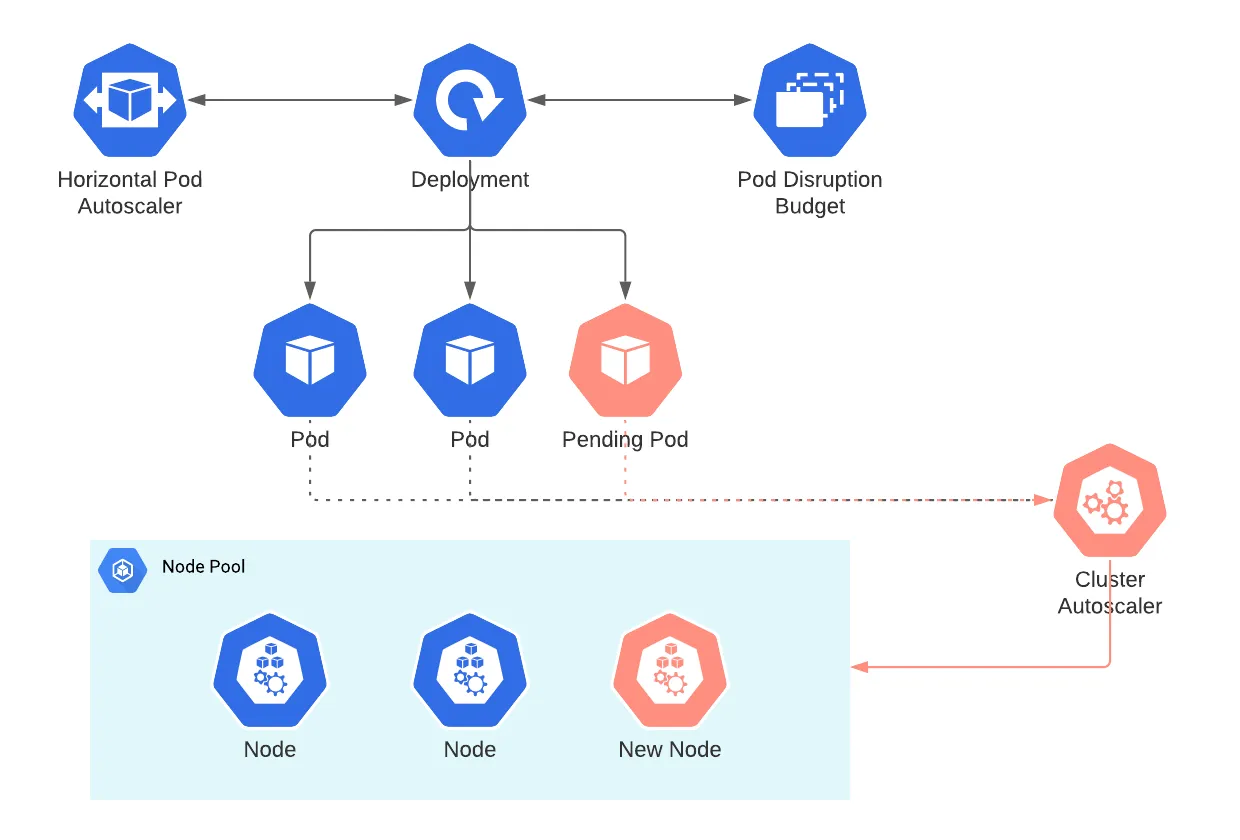 Horizontal Pod
Autoscaler
Deployment
Pod Disruption
Budget
Pod
Pod
Pending Pod
Cluster
Autoscaler
Node Pool
Node
Node
New Node